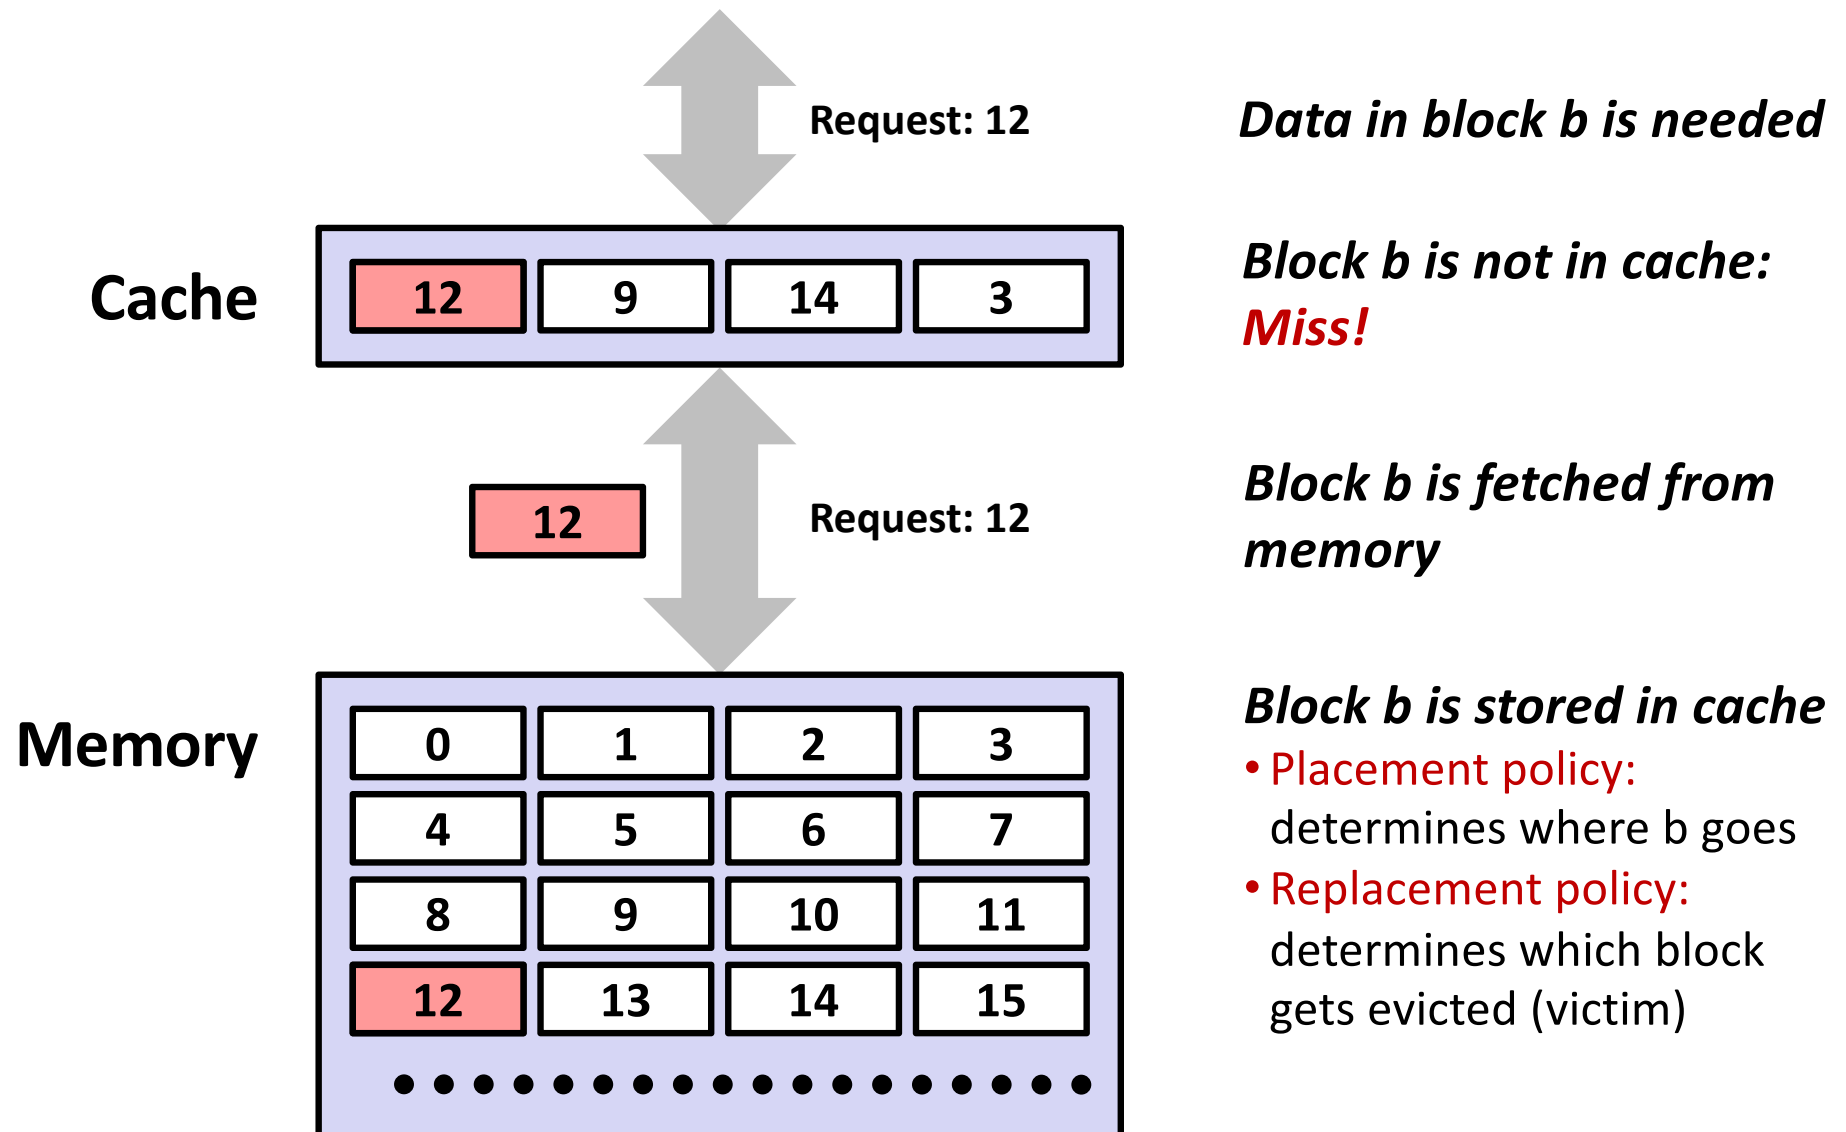 Request: 12
Data in block b is needed
Cache
12 9 14 3
Block b is not in cache:
Miss!
12
Request: 12
Block b is fetched from
memory
Memory
0 1 2 3
4 5 6 7
8 9 10 11
12 13 14 15
Block b is stored in cache
• Placement policy:
determines where b goes
• Replacement policy:
determines which block
gets evicted (victim)